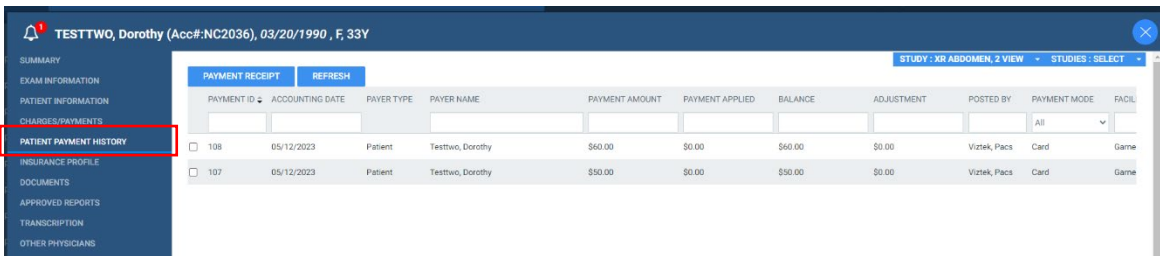 1
TESTTWO, Dorothy (Acc#:NC2036), 03/20/1990 , F, 33Y
SUMMARY
EXAM INFORMATION
PATIENT INFORMATION
CHARGES/PAYMENTS
PATIENT PAYMENT HISTORY
INSURANCE PROFILE
DOCUMENTS
APPROVED REPORTS
TRANSCRIPTION
OTHER PHYSICIANS
STUDY : XR ABDOMEN, 2 VIEW STUDIES : SELECT
PAYMENT RECEIPT REFRESH
PAYMENT ID ACCOUNTING DATE PAYER TYPE PAYER NAME PAYMENT AMOUNT PAYMENT APPLIED BALANCE ADJUSTMENT POSTED BY PAYMENT MODE FACIL
All
108 05/12/2023 Patient Testtwo, Dorothy $60.00 $0.00 $60.00 $0.00 Viztek, Pacs Card Garne
107 05/12/2023 Patient Testtwo, Dorothy $50.00 $0.00 $50.00 $0.00 Viztek, Pacs Card Garne